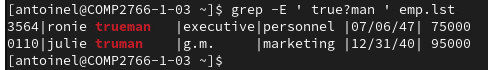 [antoinel@COMP2766-1-03 ~]$ grep -E ' true?man ' emp.lst
3564|ronie trueman   |executive|personnel |07/06/47| 75000
0110|julie truman    |g.m.     |marketing |12/31/40| 95000
[antoinel@COMP2766-1-03 ~]$